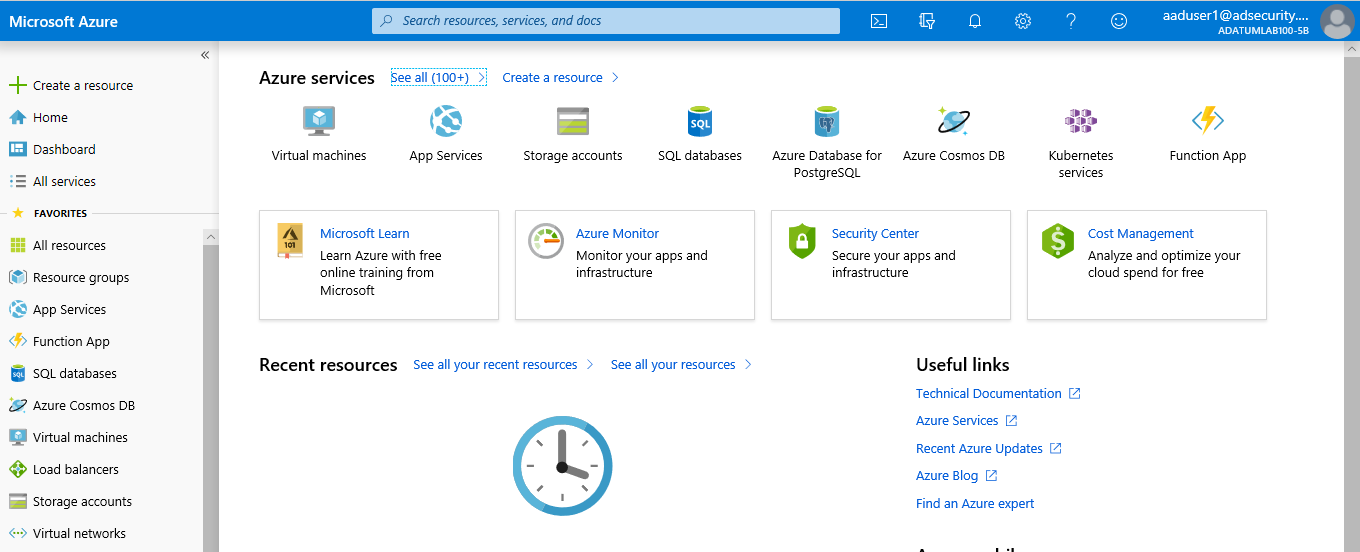 Microsoft Azure
Search resources, services, and docs
aaduser1@adsecurity....
ADATUMLAB100-5B
Create a resource
Home
Dashboard
All services
FAVORITES
All resources
Resource groups
App Services
Function App
SQL databases
Azure Cosmos DB
Virtual machines
Load balancers
Storage accounts
Virtual networks
Azure services
See all (100+)
Create a resource
Virtual machines
App Services
Storage accounts
SQL
SQL databases
Azure Database for
PostgreSQL
Azure Cosmos DB
Kubernetes
services
Function App
101
Microsoft Learn
Learn Azure with free
online training from
Microsoft
Azure Monitor
Monitor your apps and
infrastructure
Security Center
Secure your apps and
infrastructure
Cost Management
Analyze and optimize your
cloud spend for free
Recent resources
See all your recent resources
See all your resources
Useful links
Technical Documentation
Azure Services
Recent Azure Updates
Azure Blog
Find an Azure expert